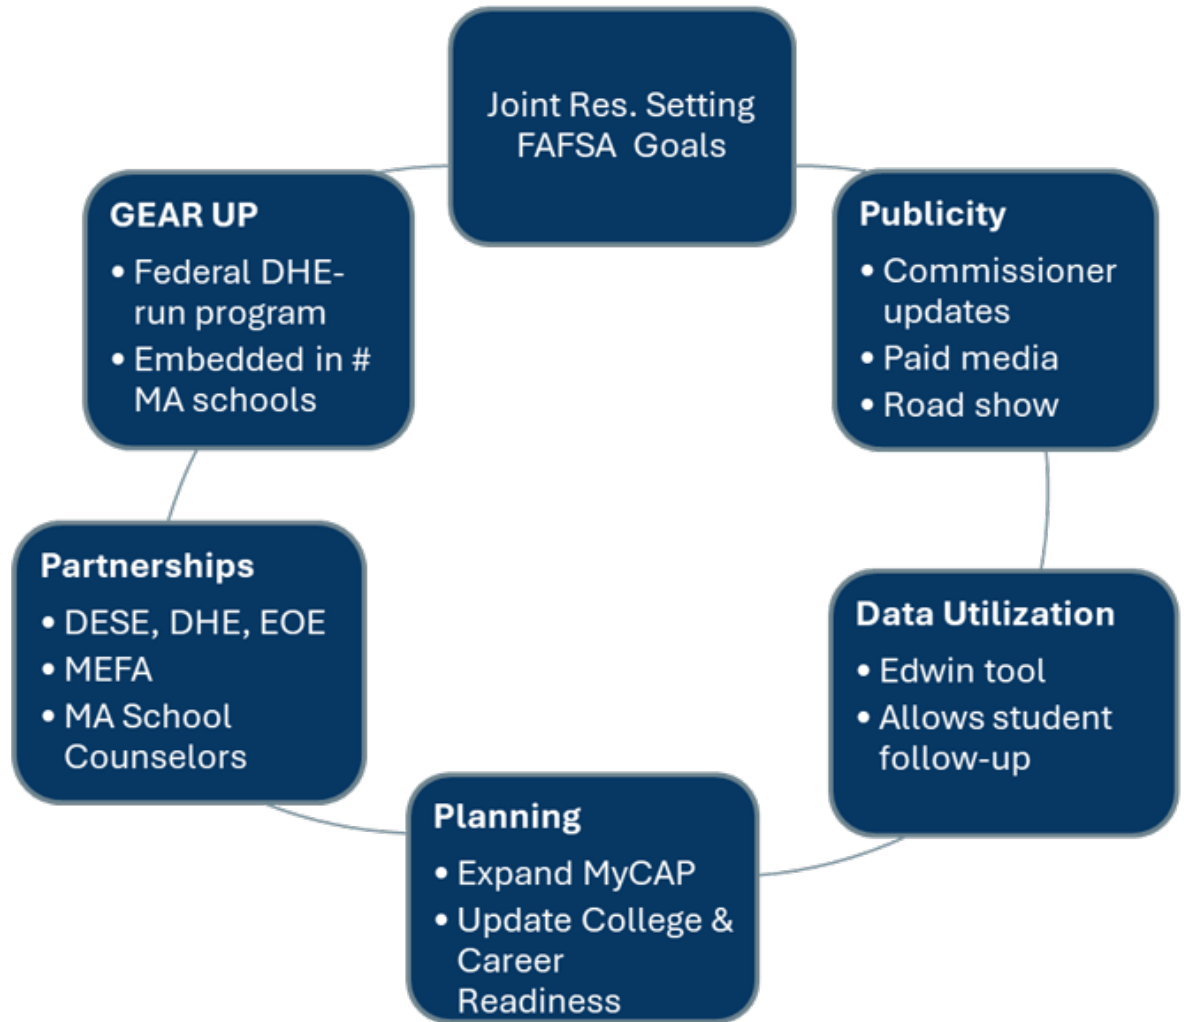 Joint Res. Setting
FAFSA Goals
Publicity
• Commissioner
updates
• Paid media
• Road show
Data Utilization
• Edwin tool
• Allows student
follow-up
Planning
• Expand MyCAP
• Update College &
Career
Readiness
Partnerships
• DESE, DHE, EOE
• MEFA
• MA School
Counselors
GEAR UP
• Federal DHE-
run program
• Embedded in #
MA schools